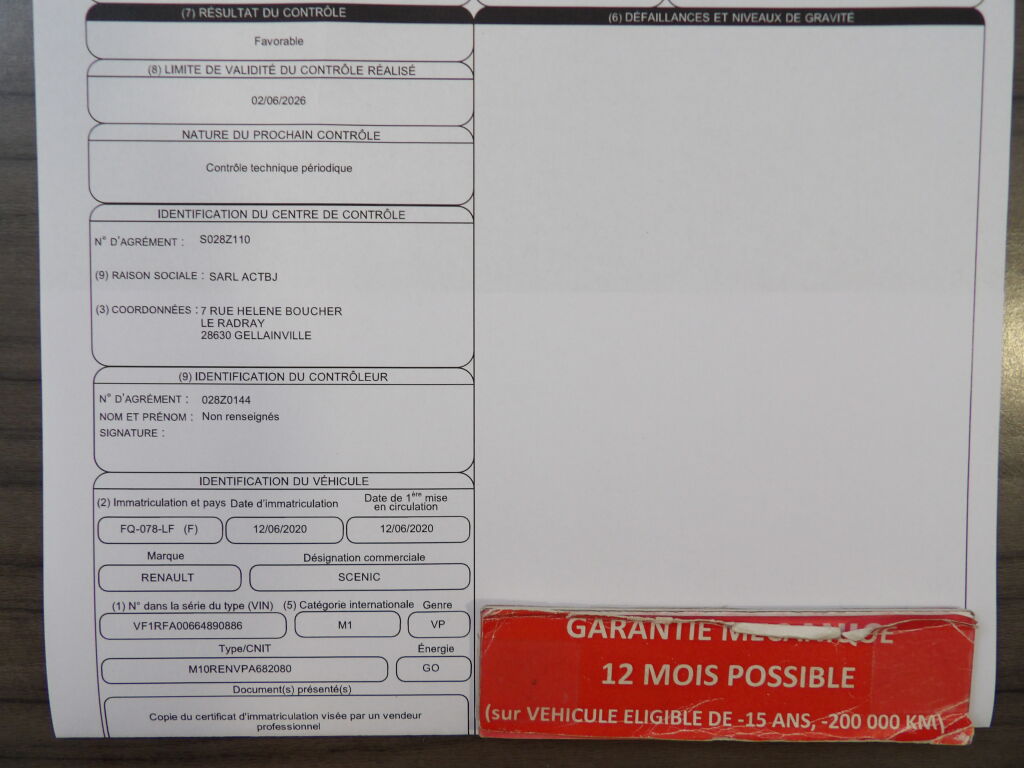 (7) RÉSULTAT DU CONTRÔLE
Favorable
(8) LIMITE DE VALIDITÉ DU CONTRÔLE RÉALISÉ
02/06/2026
NATURE DU PROCHAIN CONTRÔLE
Contrôle technique périodique
IDENTIFICATION DU CENTRE DE CONTRÔLE
N° D'AGRÉMENT : S028Z110
(9) RAISON SOCIALE : SARL ACTBJ
(3) COORDONNÉES : 7 RUE HELENE BOUCHER
LE RADRAY
28630 GELLAINVILLE
(9) IDENTIFICATION DU CONTRÔLEUR
N° D'AGRÉMENT : 028Z0144
NOM ET PRÉNOM : Non renseignés
SIGNATURE :
IDENTIFICATION DU VÉHICULE
(2) Immatriculation et pays Date d'immatriculation Date de 1ère mise
en circulation
FQ-078-LF (F) 12/06/2020 12/06/2020
Marque Désignation commerciale
RENAULT SCENIC
(1) N° dans la série du type (VIN) (5) Catégorie internationale Genre
VF1RFA00664890886 M1 VP
Type/CNIT Énergie
M10RENVPA682080 GO
Document(s) présenté(s)
Copie du certificat d'immatriculation visée par un vendeur
professionnel
(6) DÉFAILLANCES ET NIVEAUX DE GRAVITÉ
GARANTIE MECANIQUE
12 MOIS POSSIBLE
(sur VEHICULE ELIGIBLE DE -15 ANS, -200 000 KM)